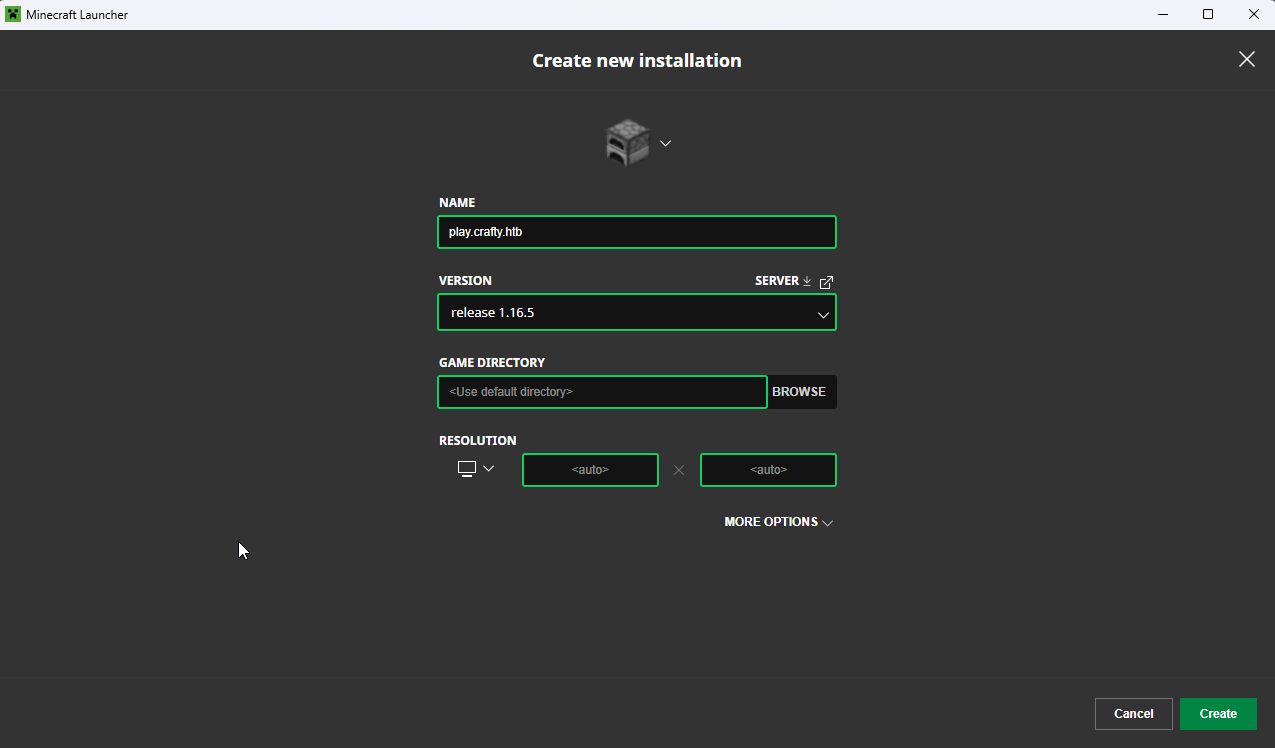 Minecraft Launcher
Create new installation
NAME
play.crafty.htb
VERSION SERVER
release 1.16.5
GAME DIRECTORY
<Use default directory> BROWSE
RESOLUTION
<auto> <auto>
MORE OPTIONS
Cancel Create